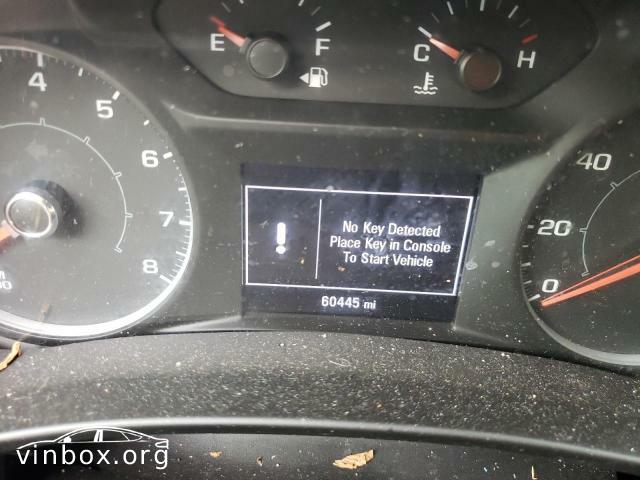 E F
C H
4
5
6
7
8
No Key Detected
Place Key in Console
To Start Vehicle
60445 mi
40
20
0
vinbox.org